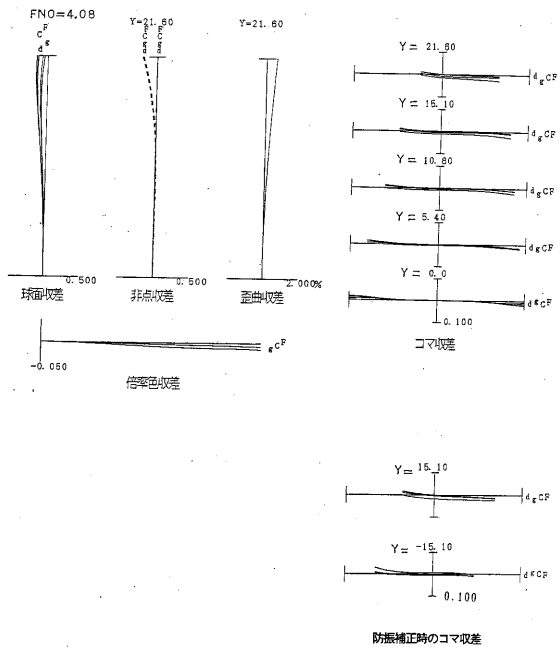 FNO=4.08
C F
d g
Y=21.60
F
C
g
d
F
C
g
d
Y=21.60
0.500
球面収差
0.500
非点収差
2.000%
歪曲収差
Y= 21.60
d g C F
Y= 15.10
d g C F
Y= 10.80
d g C F
Y= 5.40
d g C F
Y= 0.0
d g C F
0.100
コマ収差
g C F
-0.050
倍率色収差
Y= 15.10
d g C F
Y= -15.10
d g C F
0.100
防振補正時のコマ収差